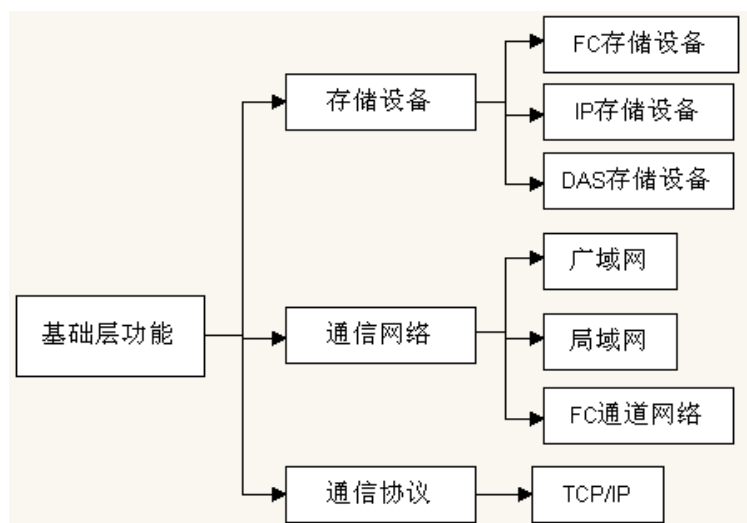 FC存储设备
存储设备
IP存储设备
DAS存储设备
广域网
基础层功能
通信网络
局域网
FC通道网络
通信协议
TCP/IP